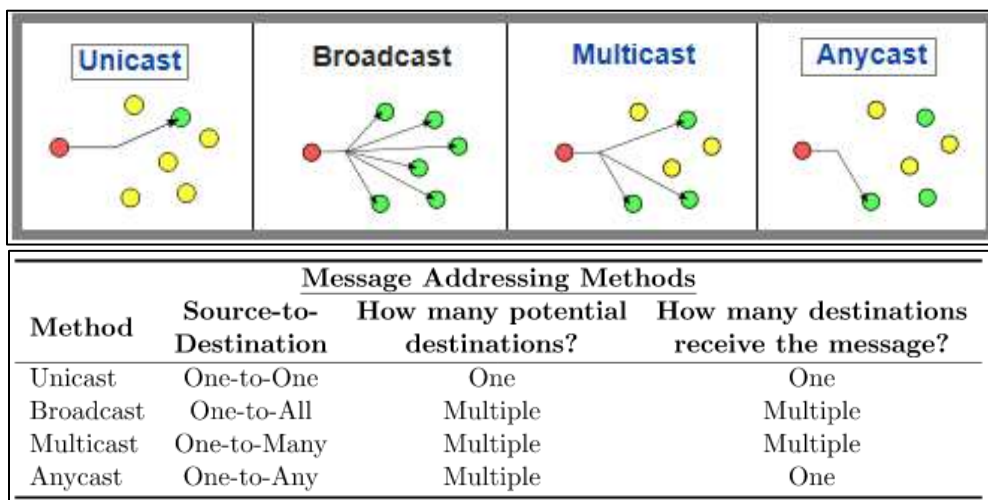 Unicast
Broadcast
Multicast
Anycast
Message Addressing Methods
Method
Source-to-
Destination
How many potential
destinations?
How many destinations
receive the message?
Unicast One-to-One One One
Broadcast One-to-All Multiple Multiple
Multicast One-to-Many Multiple Multiple
Anycast One-to-Any Multiple One